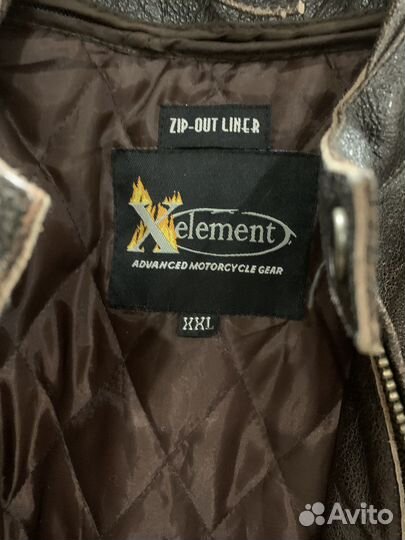 ZIP-OUT LINER
Xelement
ADVANCED MOTORCYCLE GEAR
XXL
Avito